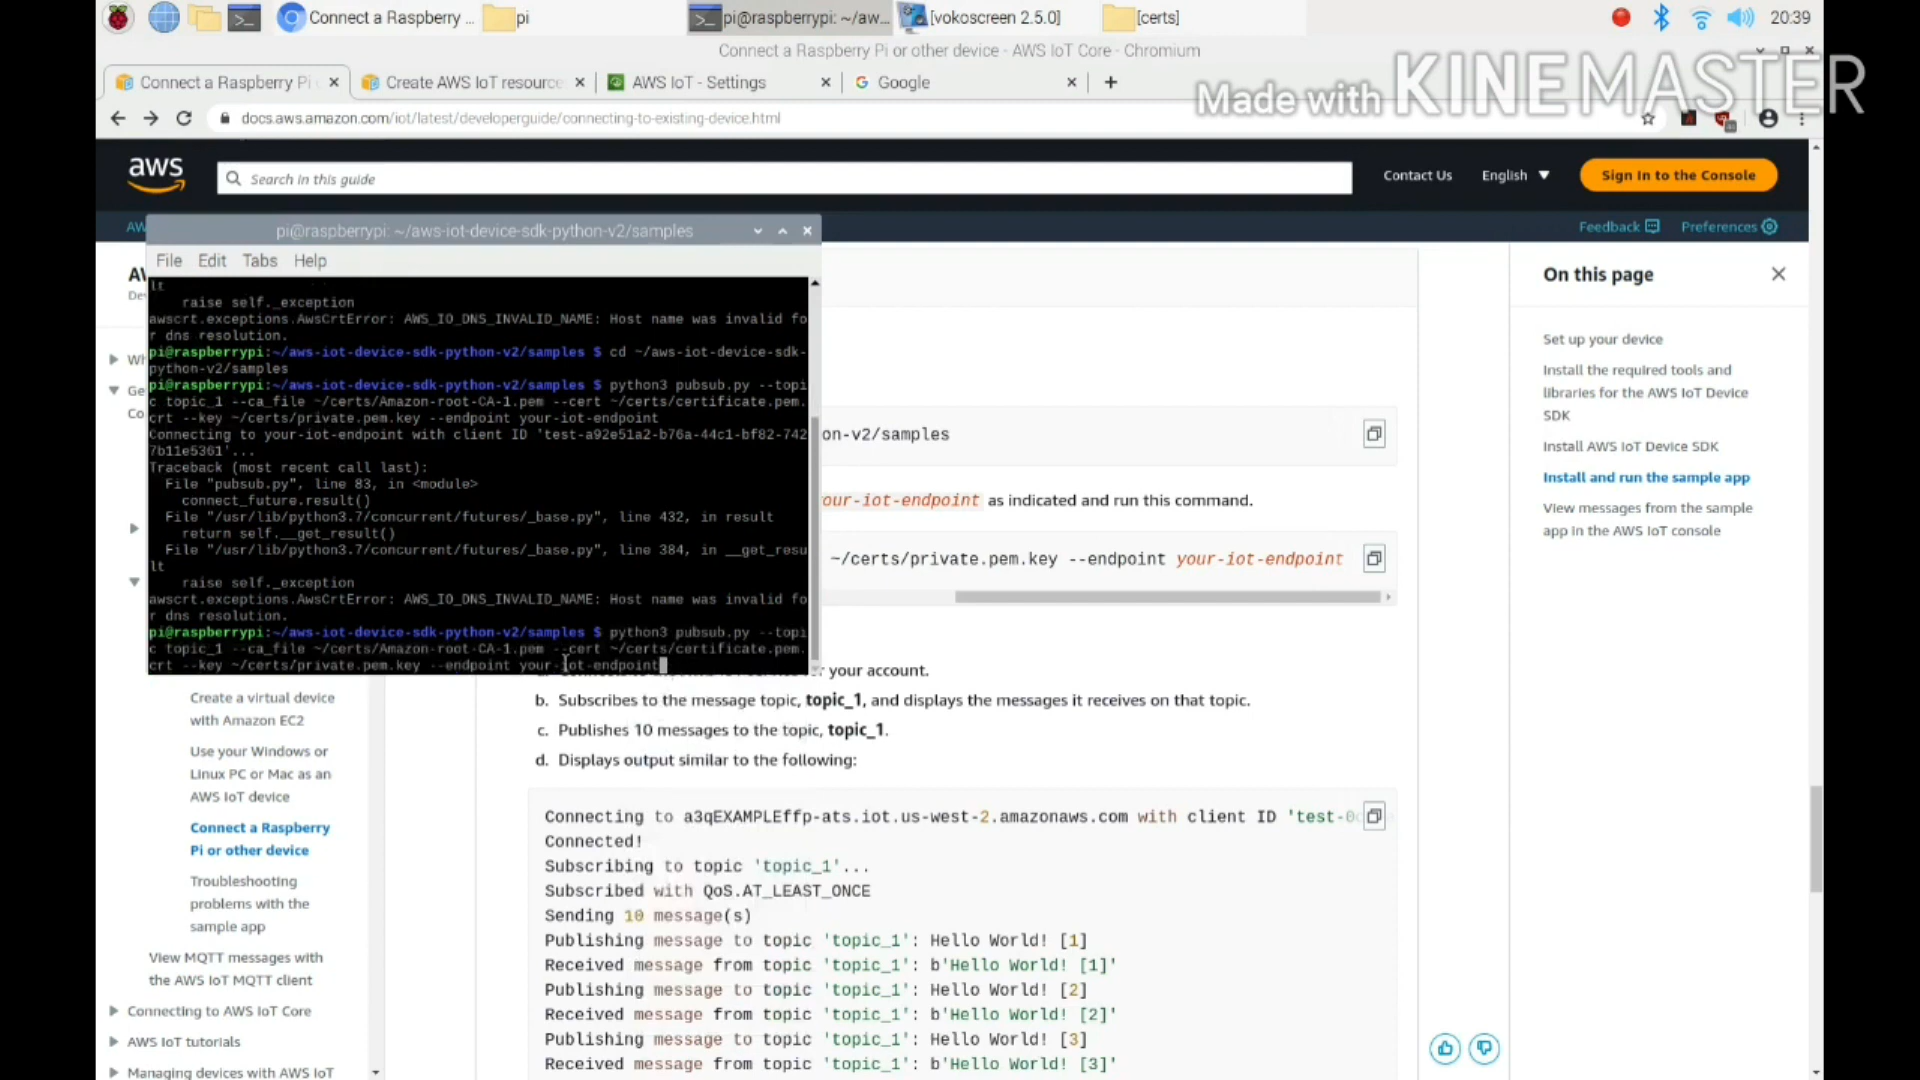 Connect a Raspberry ...
pi
pi@raspberrypi: ~/aw...
[vokoscreen 2.5.0]
[certs]
20:39
Connect a Raspberry Pi or other device - AWS IoT Core - Chromium
Made with KINEMASTER
Connect a Raspberry Pi
Create AWS IoT resource
AWS IoT - Settings
Google
docs.aws.amazon.com/iot/latest/developerguide/connecting-to-existing-device.html
aws
Search in this guide
Contact Us
English
Sign In to the Console
AW
Feedback
Preferences
pi@raspberrypi: ~/aws-iot-device-sdk-python-v2/samples
File Edit Tabs Help
lt
raise self._exception
awscrt.exceptions.AwsCrtError: AWS_IO_DNS_INVALID_NAME: Host name was invalid fo
r dns resolution.
pi@raspberrypi:~/aws-iot-device-sdk-python-v2/samples $ cd ~/aws-iot-device-sdk-
python-v2/samples
pi@raspberrypi:~/aws-iot-device-sdk-python-v2/samples $ python3 pubsub.py --topi
c topic_1 --ca_file ~/certs/Amazon-root-CA-1.pem --cert ~/certs/certificate.pem.
crt --key ~/certs/private.pem.key --endpoint your-iot-endpoint
Connecting to your-iot-endpoint with client ID 'test-a92e51a2-b76a-44c1-bf82-742
7b11e5361'...
Traceback (most recent call last):
File "pubsub.py", line 83, in <module>
connect_future.result()
File "/usr/lib/python3.7/concurrent/futures/_base.py", line 432, in result
return self.__get_result()
File "/usr/lib/python3.7/concurrent/futures/_base.py", line 384, in __get_resu
lt
raise self._exception
awscrt.exceptions.AwsCrtError: AWS_IO_DNS_INVALID_NAME: Host name was invalid fo
r dns resolution.
pi@raspberrypi:~/aws-iot-device-sdk-python-v2/samples $ python3 pubsub.py --topi
c topic_1 --ca_file ~/certs/Amazon-root-CA-1.pem --cert ~/certs/certificate.pem.
crt --key ~/certs/private.pem.key --endpoint your-iot-endpoint
Wh
Ge
Co
Create a virtual device
with Amazon EC2
Use your Windows or
Linux PC or Mac as an
AWS IoT device
Connect a Raspberry
Pi or other device
Troubleshooting
problems with the
sample app
View MQTT messages with
the AWS IoT MQTT client
Connecting to AWS IoT Core
AWS IoT tutorials
Managing devices with AWS IoT
on-v2/samples
your-iot-endpoint as indicated and run this command.
~/certs/private.pem.key --endpoint your-iot-endpoint
your account.
b. Subscribes to the message topic, topic_1, and displays the messages it receives on that topic.
c. Publishes 10 messages to the topic, topic_1.
d. Displays output similar to the following:
Connecting to a3qEXAMPLEffp-ats.iot.us-west-2.amazonaws.com with client ID 'test-0
Connected!
Subscribing to topic 'topic_1'...
Subscribed with QoS.AT_LEAST_ONCE
Sending 10 message(s)
Publishing message to topic 'topic_1': Hello World! [1]
Received message from topic 'topic_1': b'Hello World! [1]'
Publishing message to topic 'topic_1': Hello World! [2]
Received message from topic 'topic_1': b'Hello World! [2]'
Publishing message to topic 'topic_1': Hello World! [3]
Received message from topic 'topic_1': b'Hello World! [3]'
On this page
Set up your device
Install the required tools and
libraries for the AWS IoT Device
SDK
Install AWS IoT Device SDK
Install and run the sample app
View messages from the sample
app in the AWS IoT console